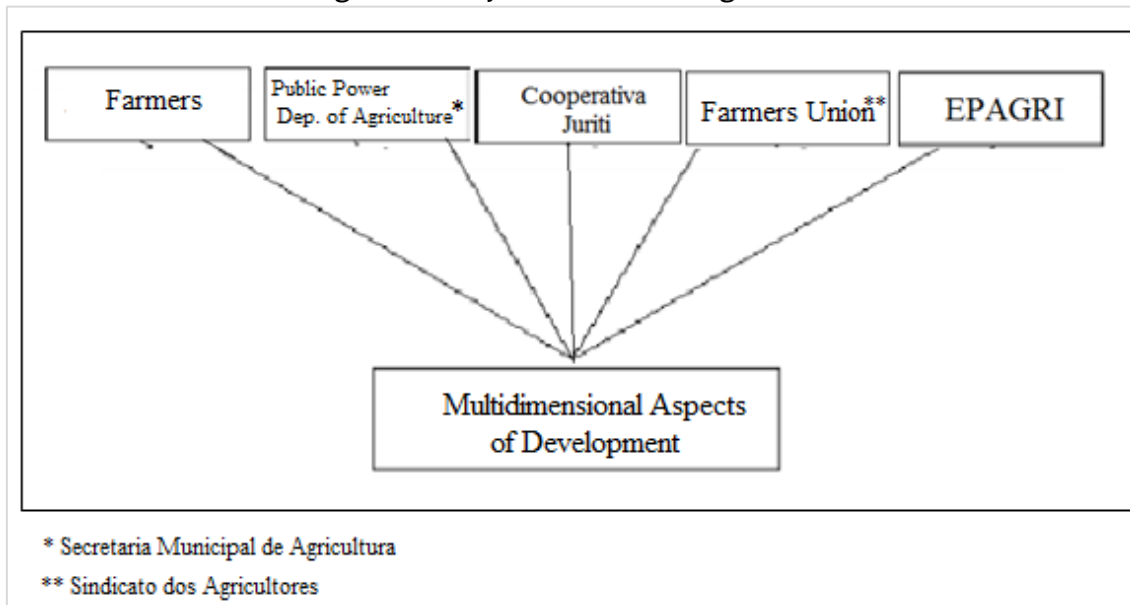 Farmers
Public Power
Dep. of Agriculture*
Cooperativa
Juriti
Farmers Union**
EPAGRI
Multidimensional Aspects
of Development
* Secretaria Municipal de Agricultura
** Sindicato dos Agricultores